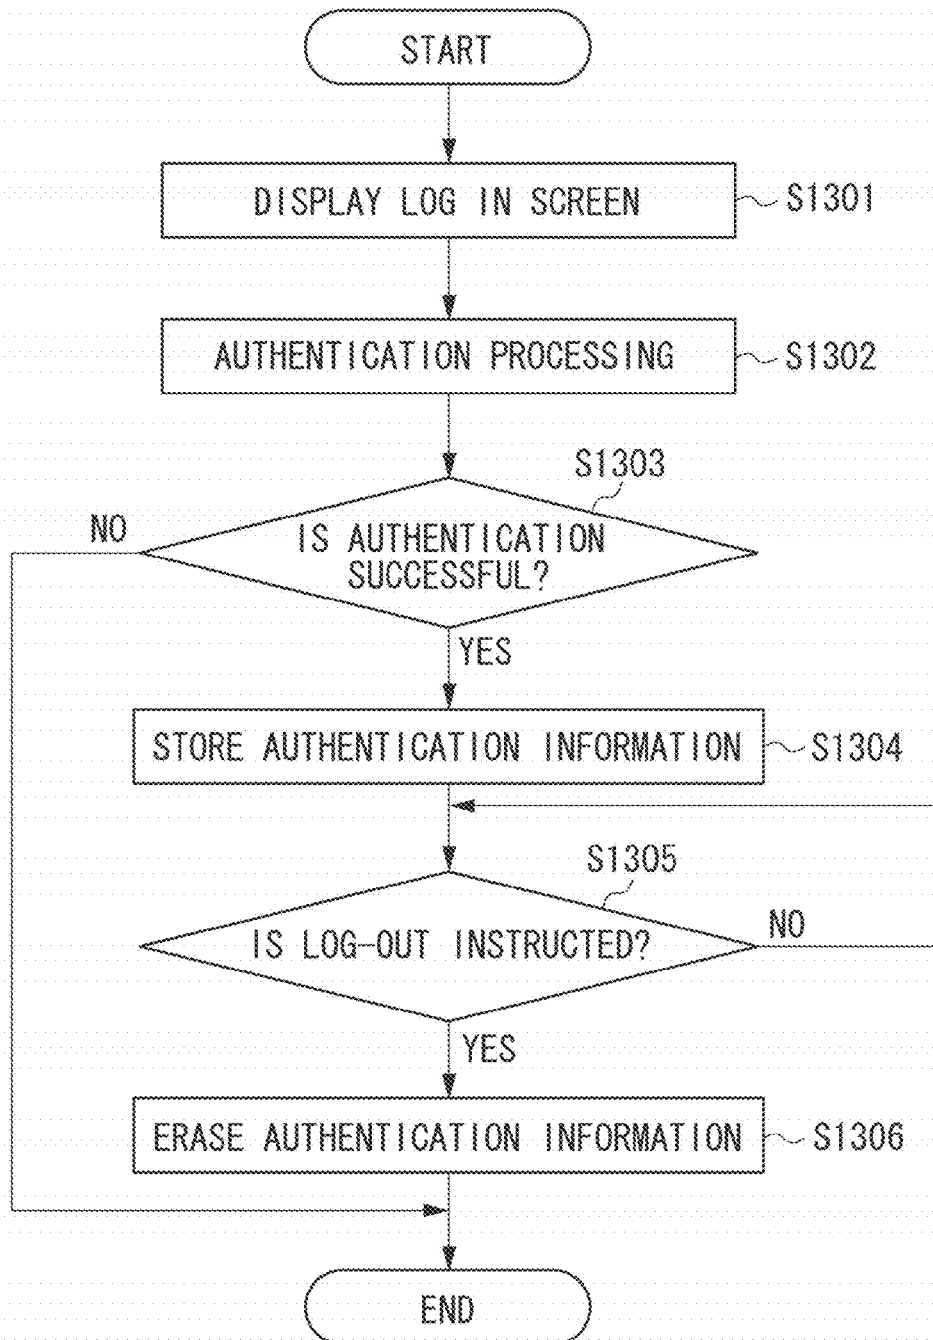 START
DISPLAY LOG IN SCREEN
S1301
AUTHENTICATION PROCESSING
S1302
S1303
NO
IS AUTHENTICATION
SUCCESSFUL?
YES
STORE AUTHENTICATION INFORMATION
S1304
S1305
IS LOG-OUT INSTRUCTED?
NO
YES
ERASE AUTHENTICATION INFORMATION
S1306
END